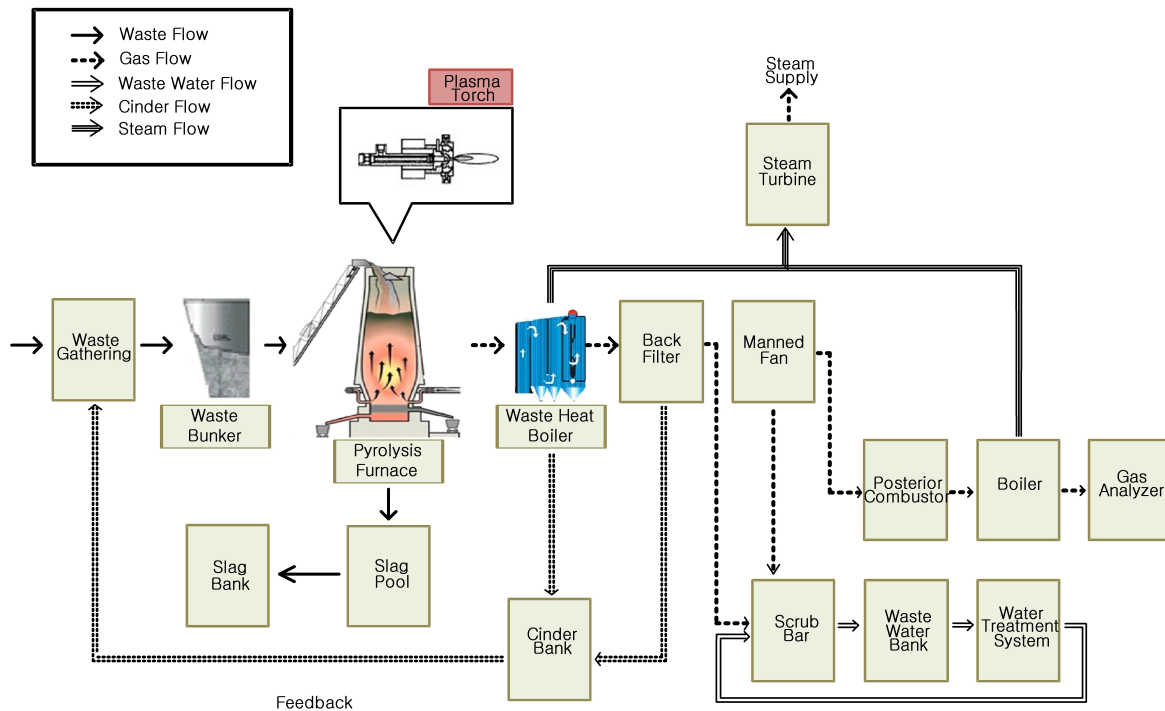 Waste Flow
Gas Flow
Waste Water Flow
Cinder Flow
Steam Flow
Plasma
Torch
Steam
Supply
Steam
Turbine
Waste
Gathering
Waste
Bunker
Pyrolysis
Furnace
Waste Heat
Boiler
Back
Filter
Manned
Fan
Posterior
Combustor
Boiler
Gas
Analyzer
Slag
Bank
Slag
Pool
Cinder
Bank
Scrub
Bar
Waste
Water
Bank
Water
Treatment
System
Feedback